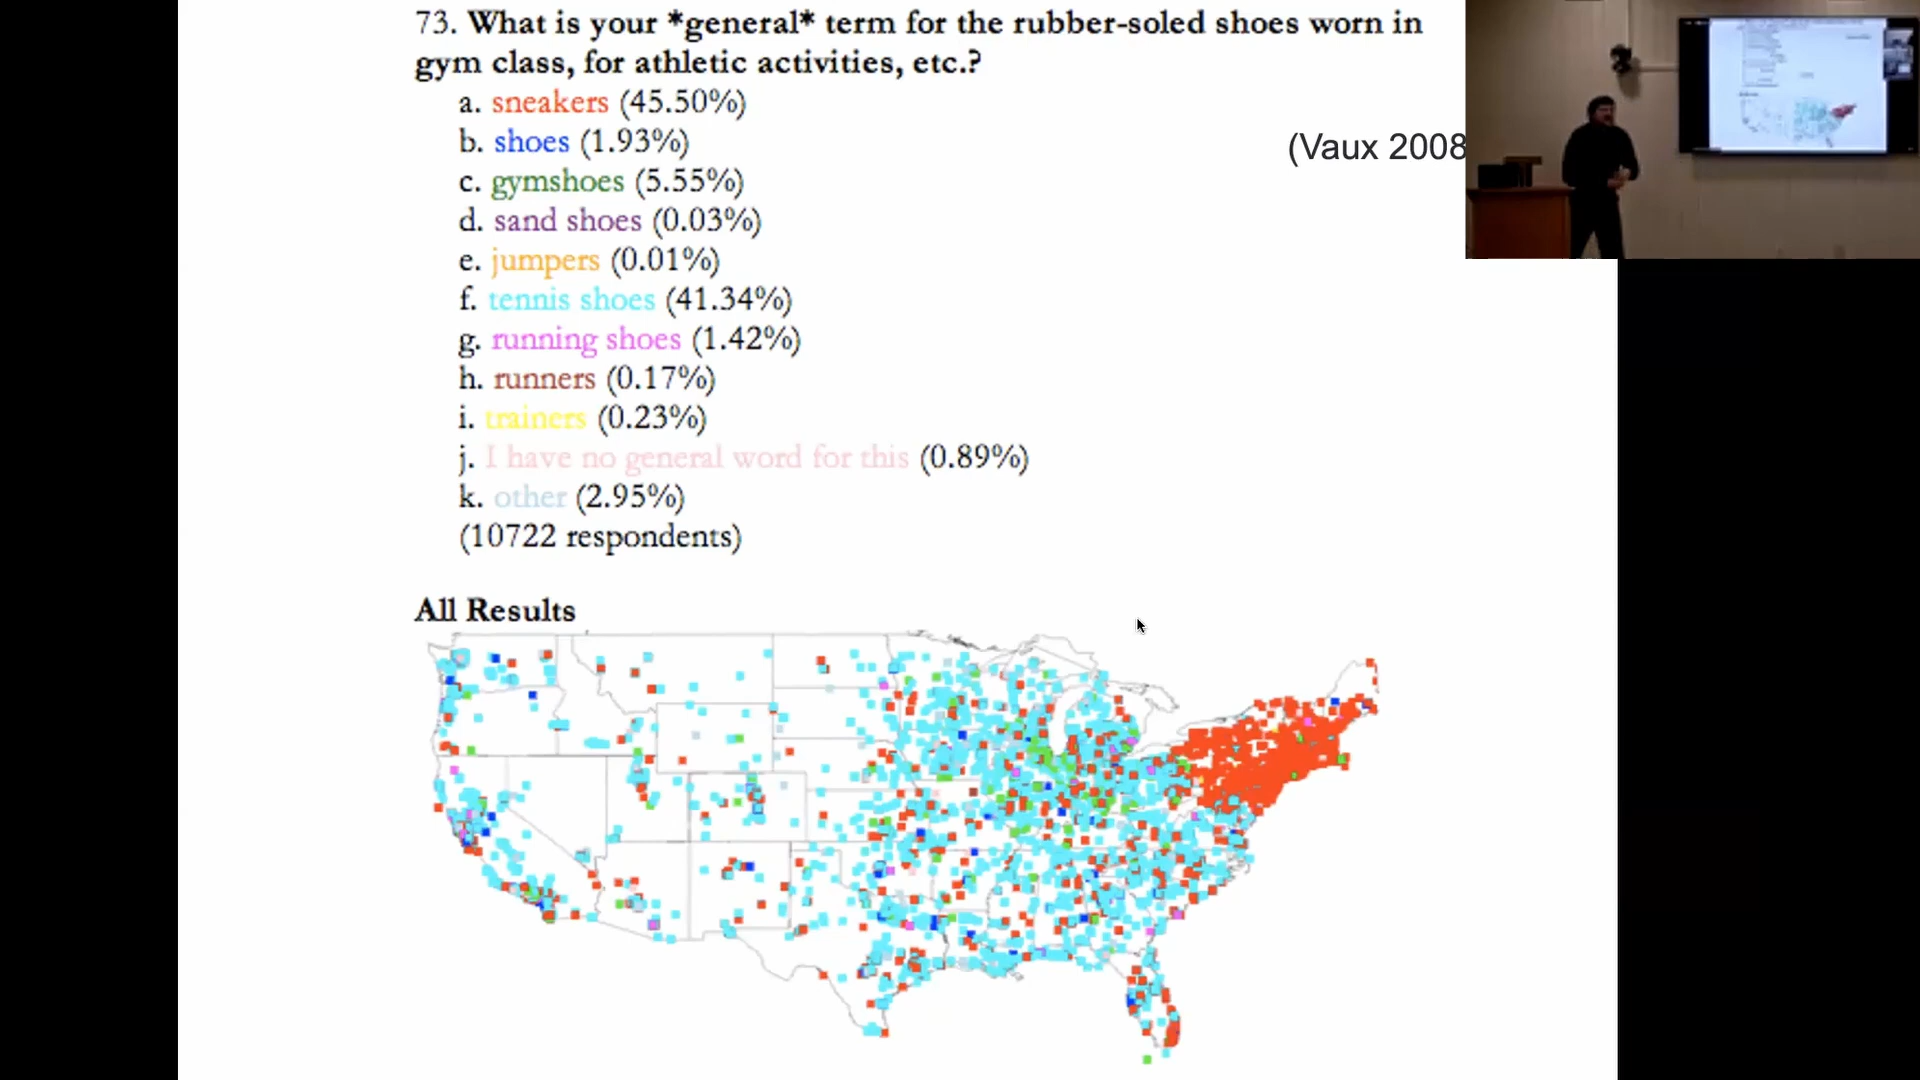 73. What is your *general* term for the rubber-soled shoes worn in
gym class, for athletic activities, etc.?
a. sneakers (45.50%)
b. shoes (1.93%)
(Vaux 2008
c. gymshoes (5.55%)
d. sand shoes (0.03%)
e. jumpers (0.01%)
f. tennis shoes (41.34%)
g. running shoes (1.42%)
h. runners (0.17%)
i. trainers (0.23%)
j. I have no general word for this (0.89%)
k. other (2.95%)
(10722 respondents)
All Results